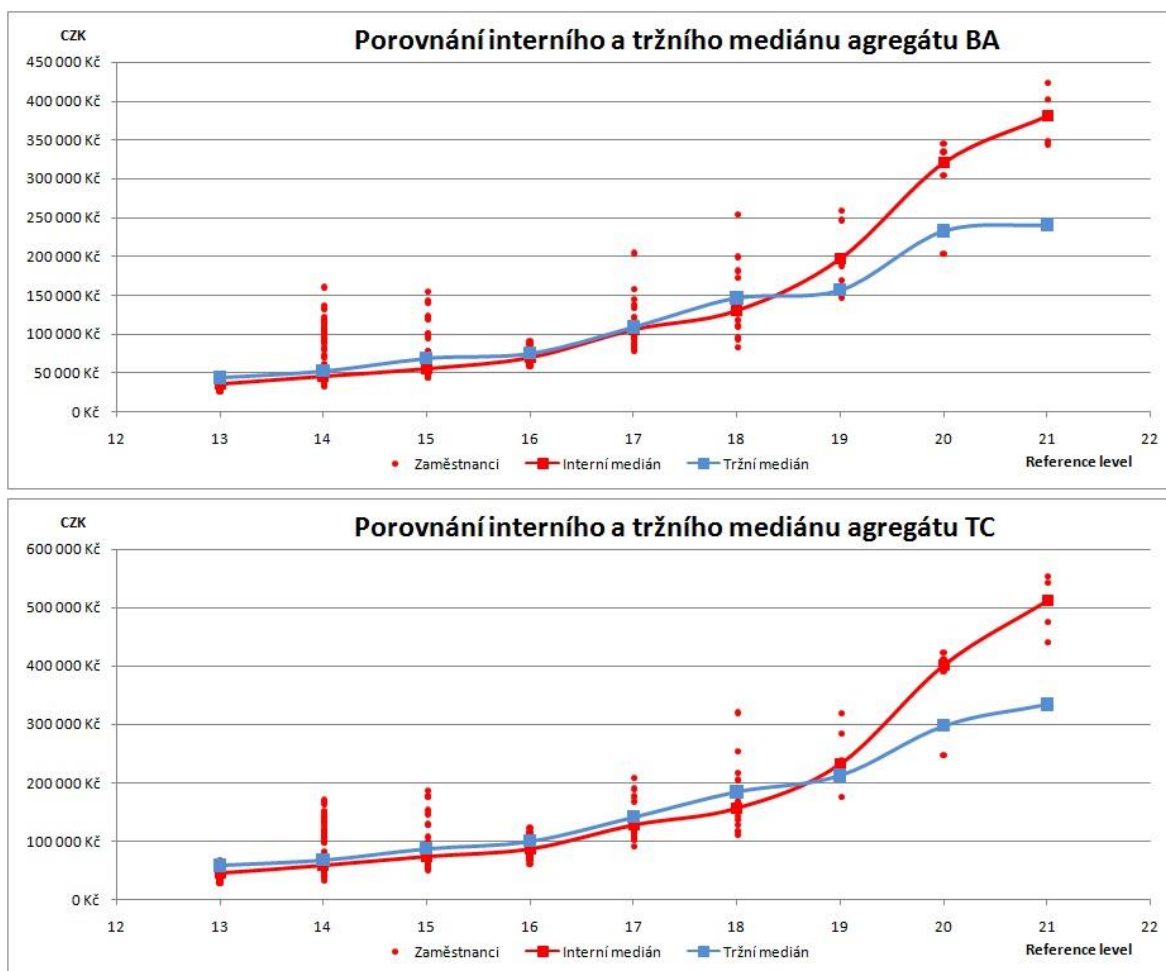 CZK
Porovnání interního a tržního mediánu agregátu BA
450 000 Kč
400 000 Kč
350 000 Kč
300 000 Kč
250 000 Kč
200 000 Kč
150 000 Kč
100 000 Kč
50 000 Kč
0 Kč
12 13 14 15 16 17 18 19 20 21 22
Zaměstnanci Interní medián Tržní medián Reference level
CZK
Porovnání interního a tržního mediánu agregátu TC
600 000 Kč
500 000 Kč
400 000 Kč
300 000 Kč
200 000 Kč
100 000 Kč
0 Kč
12 13 14 15 16 17 18 19 20 21 22
Zaměstnanci Interní medián Tržní medián Reference level